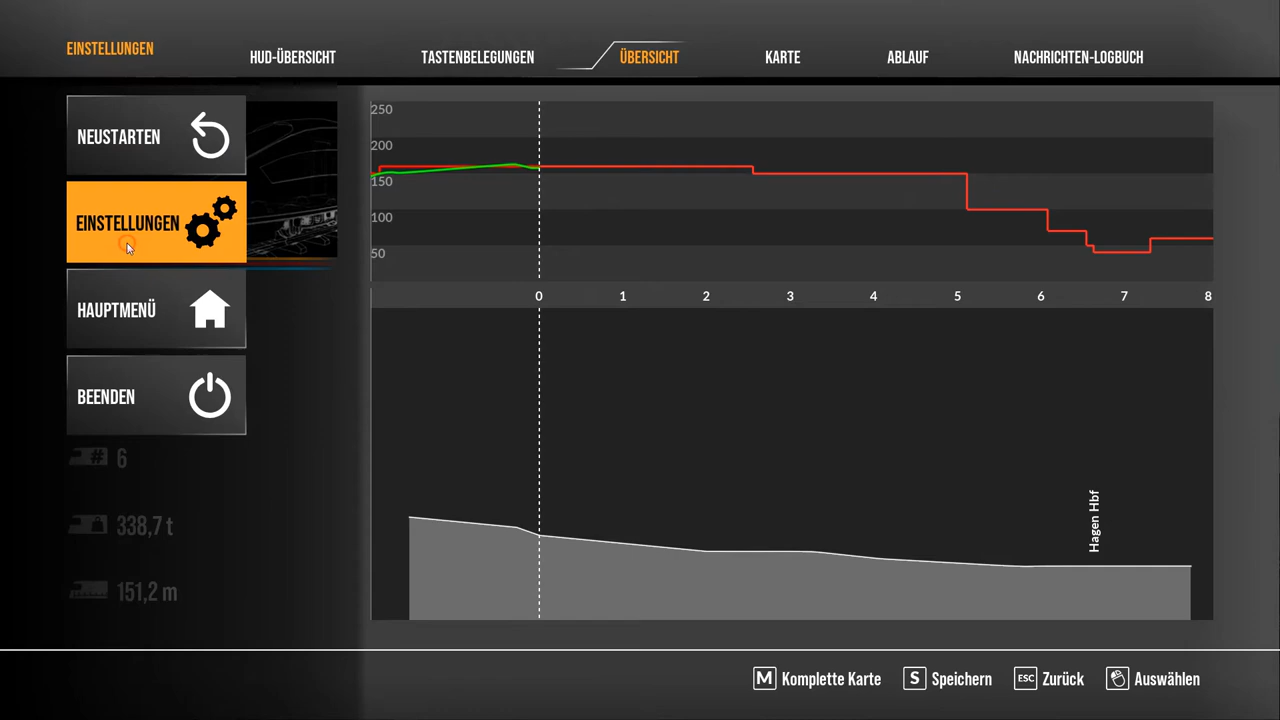 EINSTELLUNGEN
HUD-ÜBERSICHT
TASTENBELEGUNGEN
ÜBERSICHT
KARTE
ABLAUF
NACHRICHTEN-LOGBUCH
NEUSTARTEN
EINSTELLUNGEN
HAUPTMENÜ
BEENDEN
# 6
338,7 t
151,2 m
250
200
150
100
50
0 1 2 3 4 5 6 7 8
Hagen Hbf
M Komplette Karte
S Speichern
ESC Zurück
Auswählen